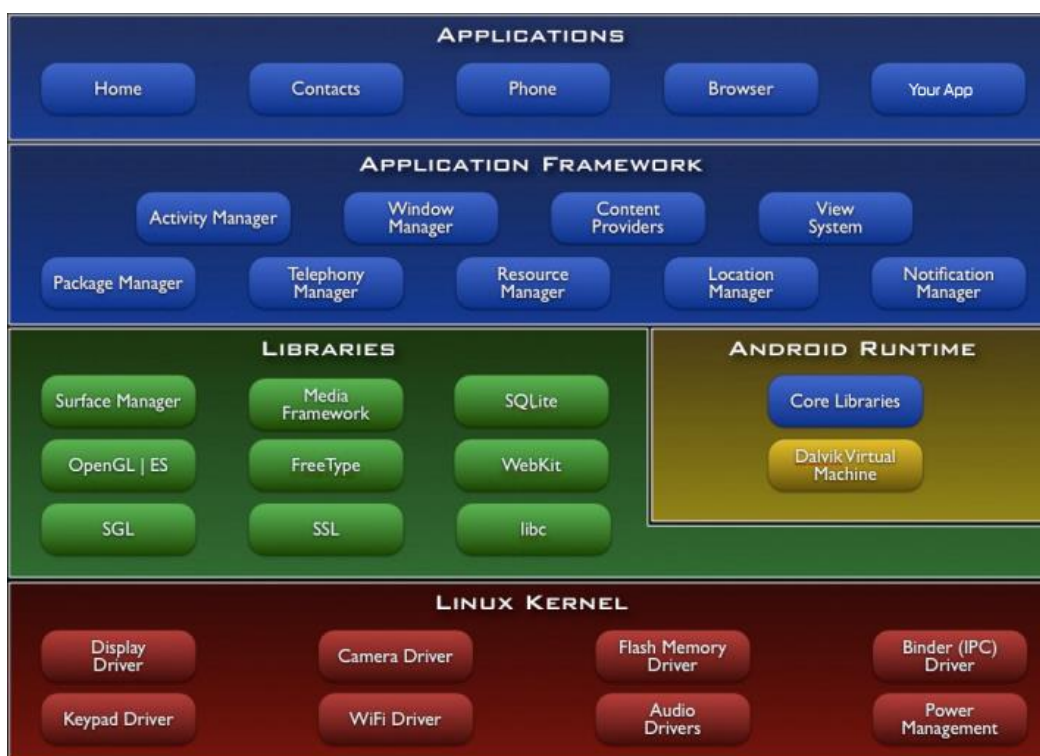 APPLICATIONS
Home
Contacts
Phone
Browser
Your App
APPLICATION FRAMEWORK
Activity Manager
Window
Manager
Content
Providers
View
System
Package Manager
Telephony
Manager
Resource
Manager
Location
Manager
Notification
Manager
LIBRARIES
Surface Manager
Media
Framework
SQLite
OpenGL | ES
FreeType
WebKit
SGL
SSL
libc
ANDROID RUNTIME
Core Libraries
Dalvik Virtual
Machine
LINUX KERNEL
Display
Driver
Camera Driver
Flash Memory
Driver
Binder (IPC)
Driver
Keypad Driver
WiFi Driver
Audio
Drivers
Power
Management